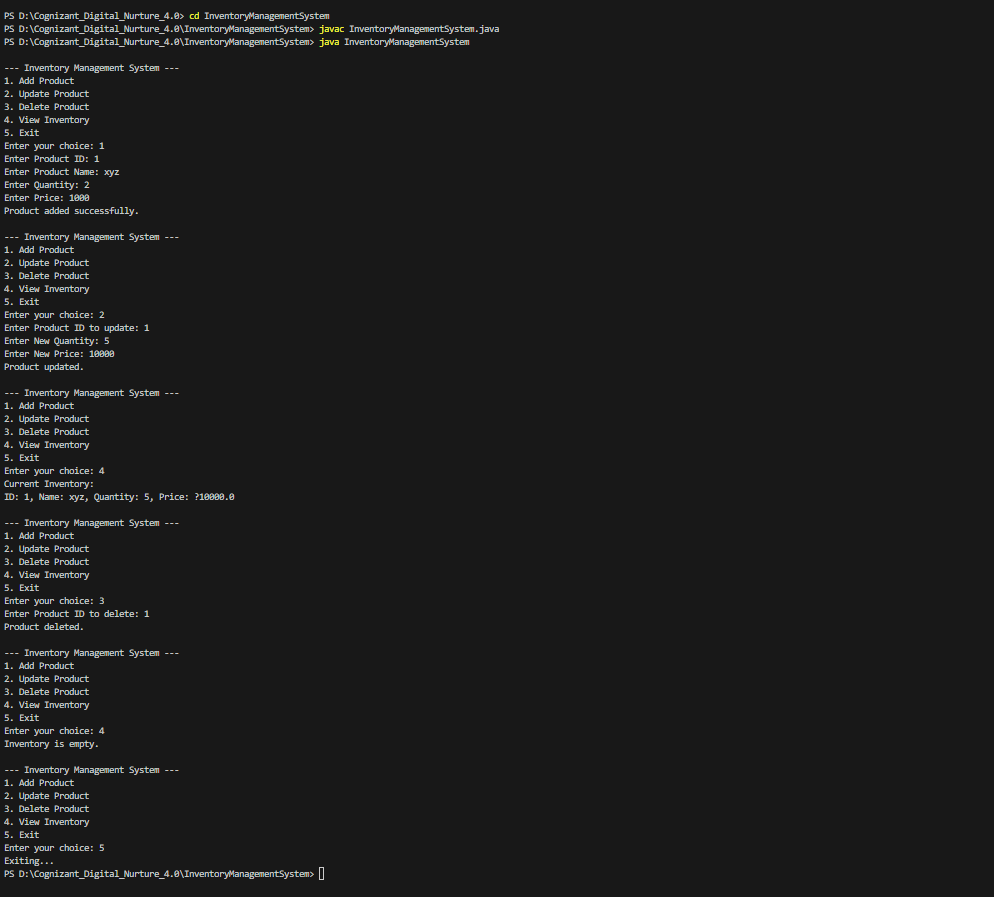 PS D:\Cognizant_Digital_Nurture_4.0> cd InventoryManagementSystem
PS D:\Cognizant_Digital_Nurture_4.0\InventoryManagementSystem> javac InventoryManagementSystem.java
PS D:\Cognizant_Digital_Nurture_4.0\InventoryManagementSystem> java InventoryManagementSystem
--- Inventory Management System ---
1. Add Product
2. Update Product
3. Delete Product
4. View Inventory
5. Exit
Enter your choice: 1
Enter Product ID: 1
Enter Product Name: xyz
Enter Quantity: 2
Enter Price: 1000
Product added successfully.
--- Inventory Management System ---
1. Add Product
2. Update Product
3. Delete Product
4. View Inventory
5. Exit
Enter your choice: 2
Enter Product ID to update: 1
Enter New Quantity: 5
Enter New Price: 10000
Product updated.
--- Inventory Management System ---
1. Add Product
2. Update Product
3. Delete Product
4. View Inventory
5. Exit
Enter your choice: 4
Current Inventory:
ID: 1, Name: xyz, Quantity: 5, Price: ?10000.0
--- Inventory Management System ---
1. Add Product
2. Update Product
3. Delete Product
4. View Inventory
5. Exit
Enter your choice: 3
Enter Product ID to delete: 1
Product deleted.
--- Inventory Management System ---
1. Add Product
2. Update Product
3. Delete Product
4. View Inventory
5. Exit
Enter your choice: 4
Inventory is empty.
--- Inventory Management System ---
1. Add Product
2. Update Product
3. Delete Product
4. View Inventory
5. Exit
Enter your choice: 5
Exiting...
PS D:\Cognizant_Digital_Nurture_4.0\InventoryManagementSystem>